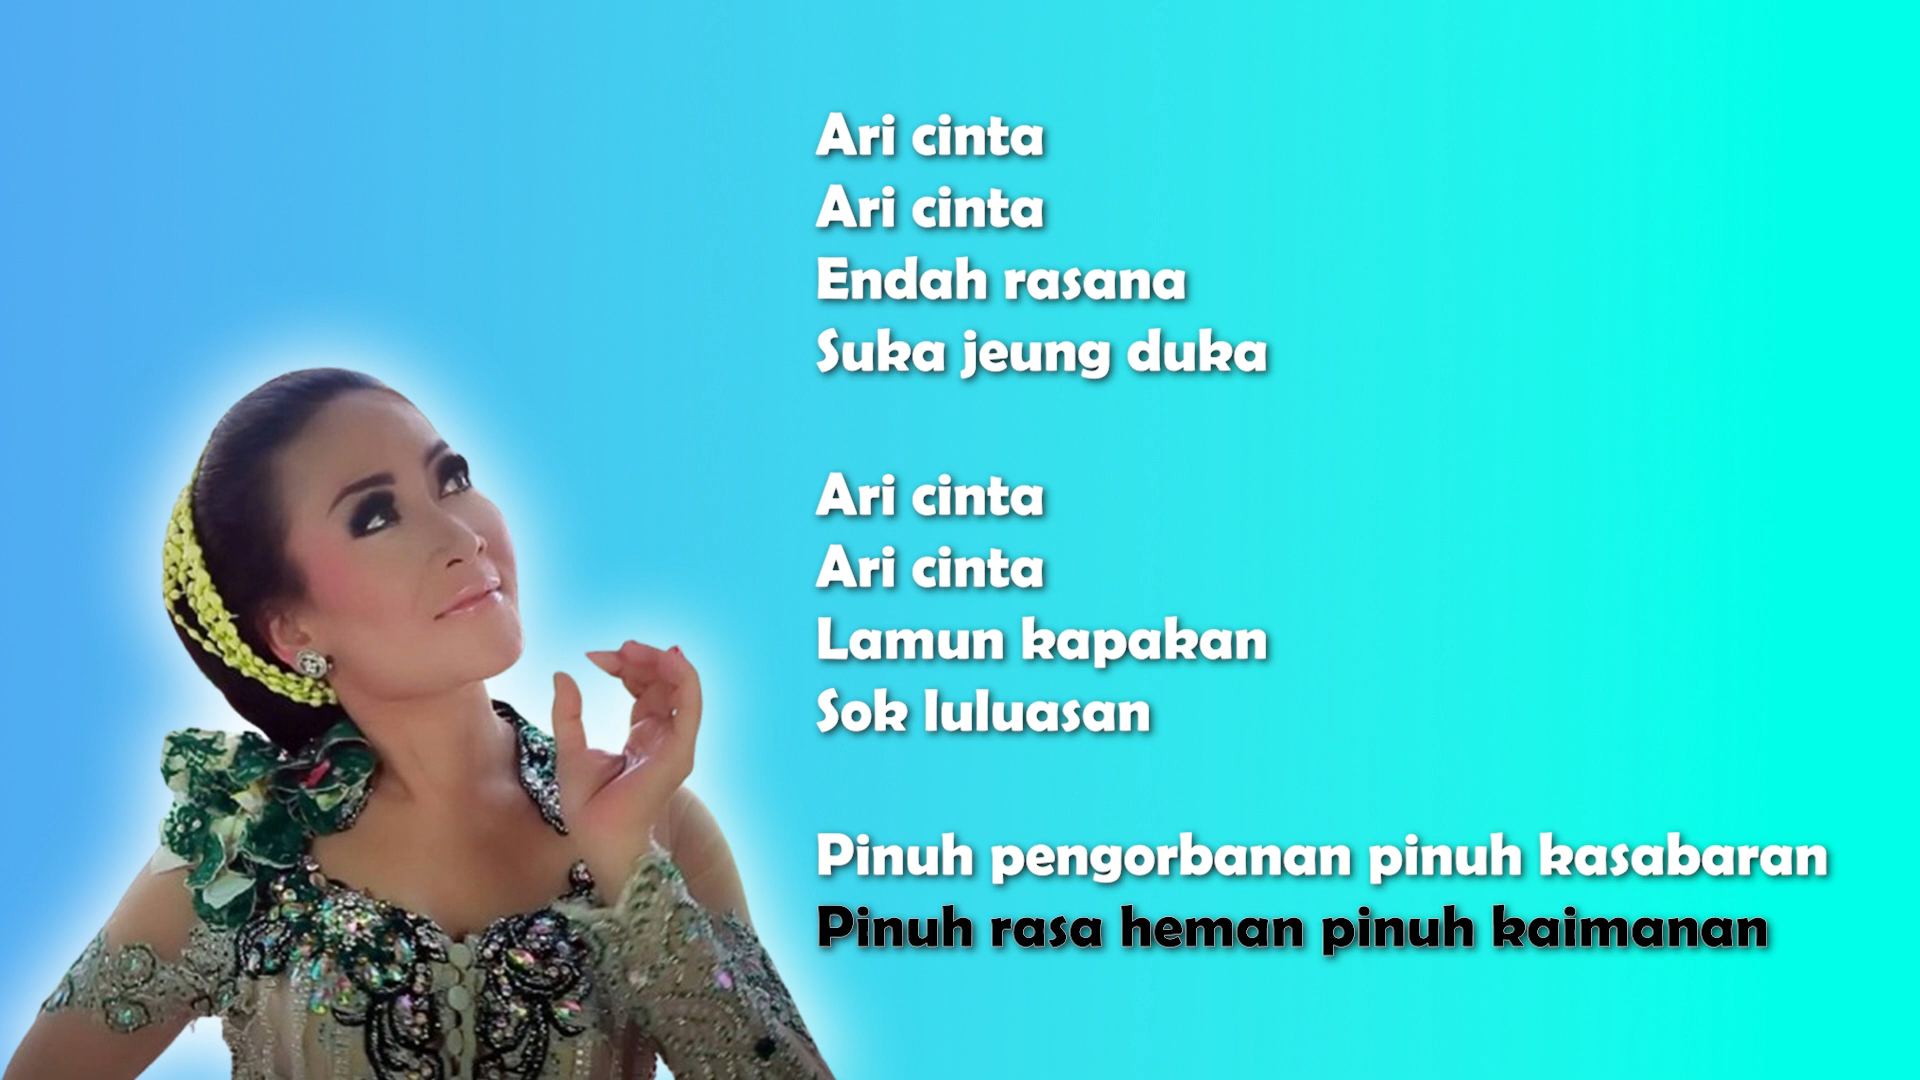 Ari cinta
Ari cinta
Endah rasana
Suka jeung duka
Ari cinta
Ari cinta
Lamun kapakan
Sok luluasan
Pinuh pengorbanan pinuh kasabaran
Pinuh rasa heman pinuh kaimanan